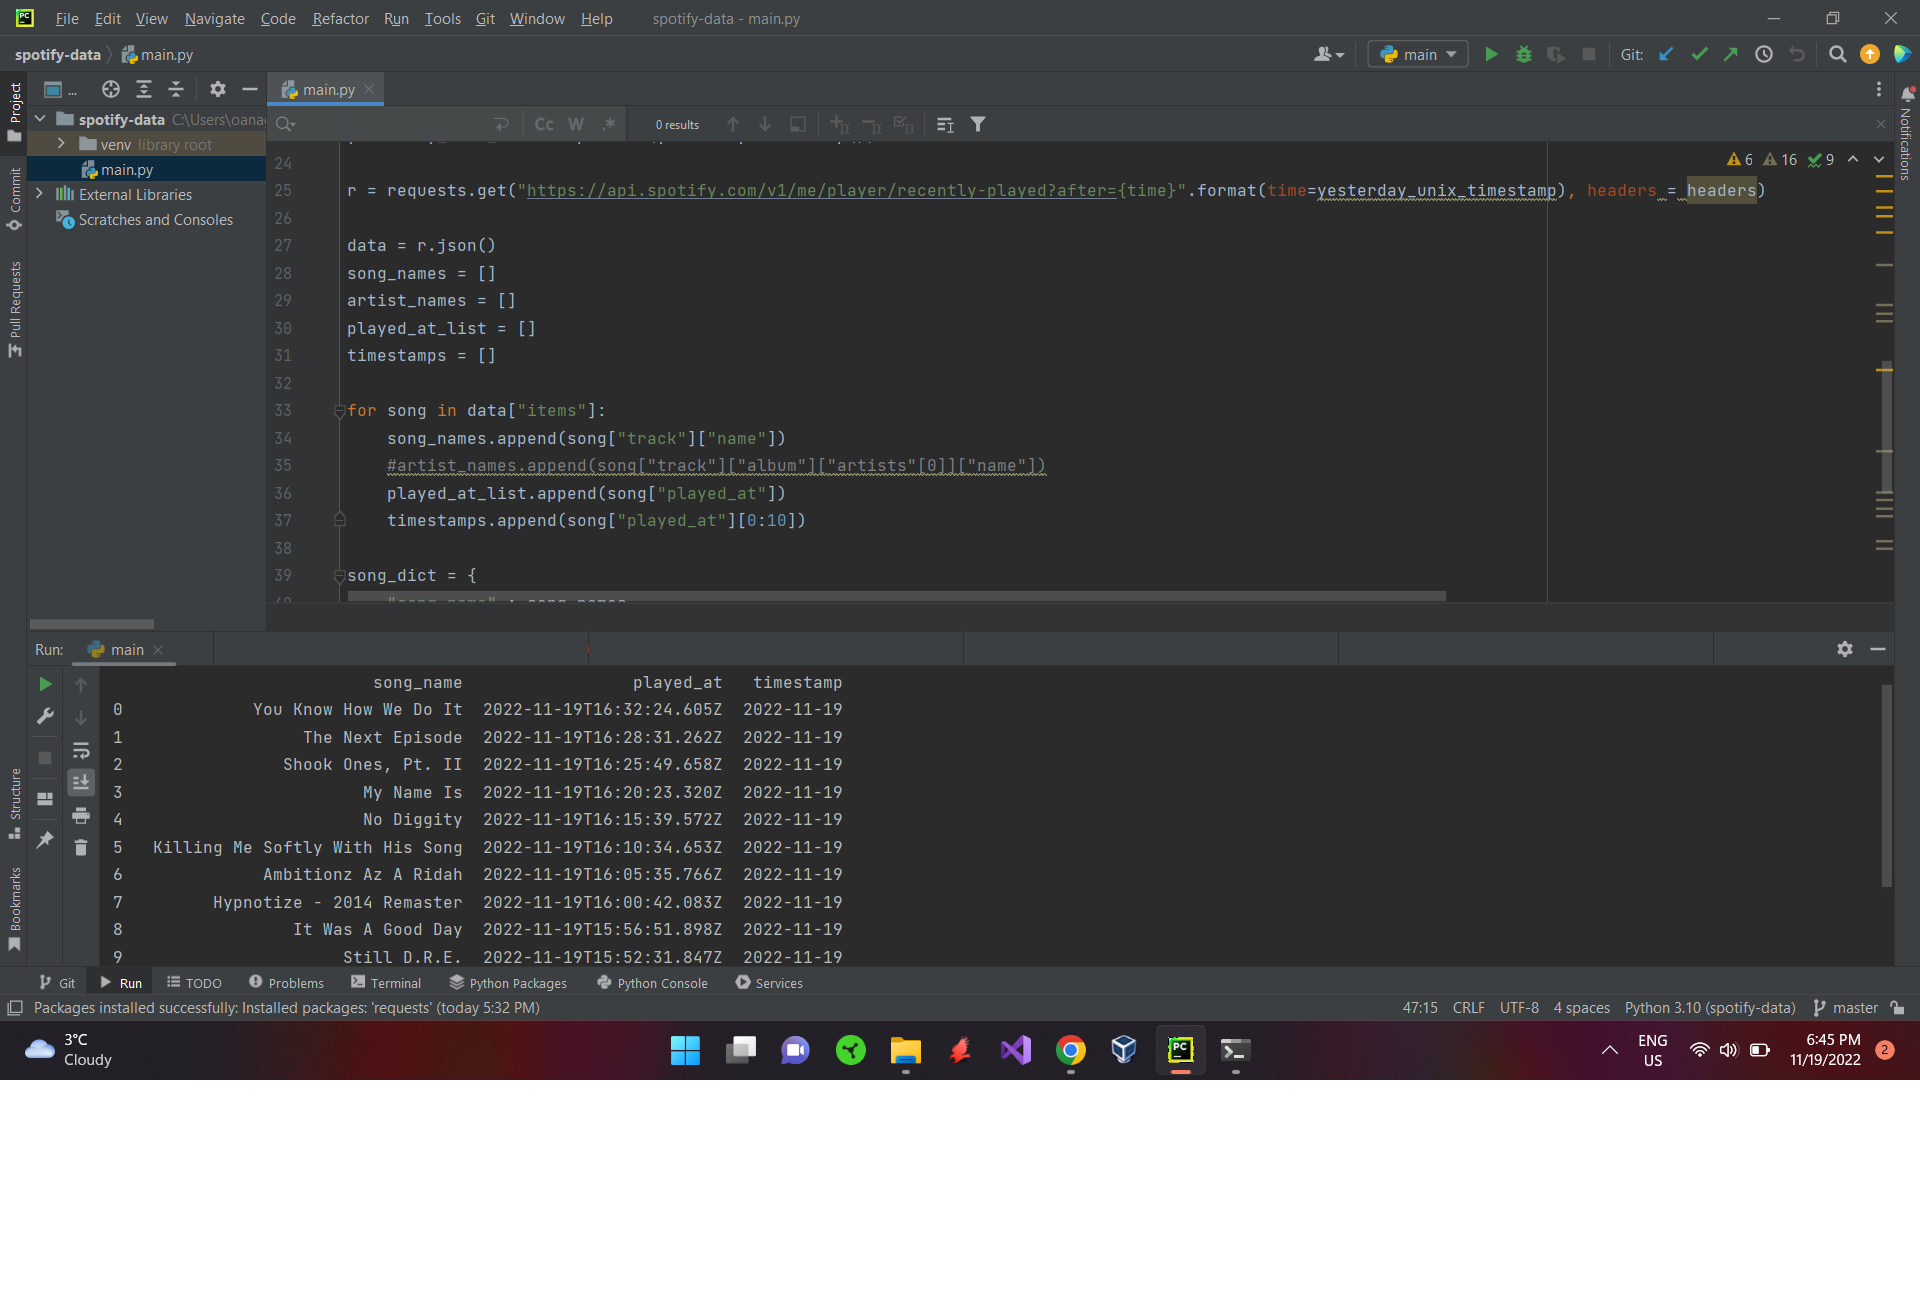 PC File Edit View Navigate Code Refactor Run Tools Git Window Help spotify-data - main.py
spotify-data main.py main Git:
... main.py
Project
spotify-data C:\Users\oanac
Cc W .* 0 results
venv library root
main.py
External Libraries
Scratches and Consoles
Commit
Pull Requests
Structure
Bookmarks
Notifications
6 16 9
24
25 r = requests.get("https://api.spotify.com/v1/me/player/recently-played?after={time}".format(time=yesterday_unix_timestamp), headers = headers)
26
27 data = r.json()
28 song_names = []
29 artist_names = []
30 played_at_list = []
31 timestamps = []
32
33 for song in data["items"]:
34 song_names.append(song["track"]["name"])
35 #artist_names.append(song["track"]["album"]["artists"[0]]["name"])
36 played_at_list.append(song["played_at"])
37 timestamps.append(song["played_at"][0:10])
38
39 song_dict = {
Run: main
song_name played_at timestamp
0 You Know How We Do It 2022-11-19T16:32:24.605Z 2022-11-19
1 The Next Episode 2022-11-19T16:28:31.262Z 2022-11-19
2 Shook Ones, Pt. II 2022-11-19T16:25:49.658Z 2022-11-19
3 My Name Is 2022-11-19T16:20:23.320Z 2022-11-19
4 No Diggity 2022-11-19T16:15:39.572Z 2022-11-19
5 Killing Me Softly With His Song 2022-11-19T16:10:34.653Z 2022-11-19
6 Ambitionz Az A Ridah 2022-11-19T16:05:35.766Z 2022-11-19
7 Hypnotize - 2014 Remaster 2022-11-19T16:00:42.083Z 2022-11-19
8 It Was A Good Day 2022-11-19T15:56:51.898Z 2022-11-19
9 Still D.R.E. 2022-11-19T15:52:31.847Z 2022-11-19
Git Run TODO Problems Terminal Python Packages Python Console Services
Packages installed successfully: Installed packages: 'requests' (today 5:32 PM) 47:15 CRLF UTF-8 4 spaces Python 3.10 (spotify-data) master
3°C
Cloudy
PC
ENG
US
6:45 PM
11/19/2022
2